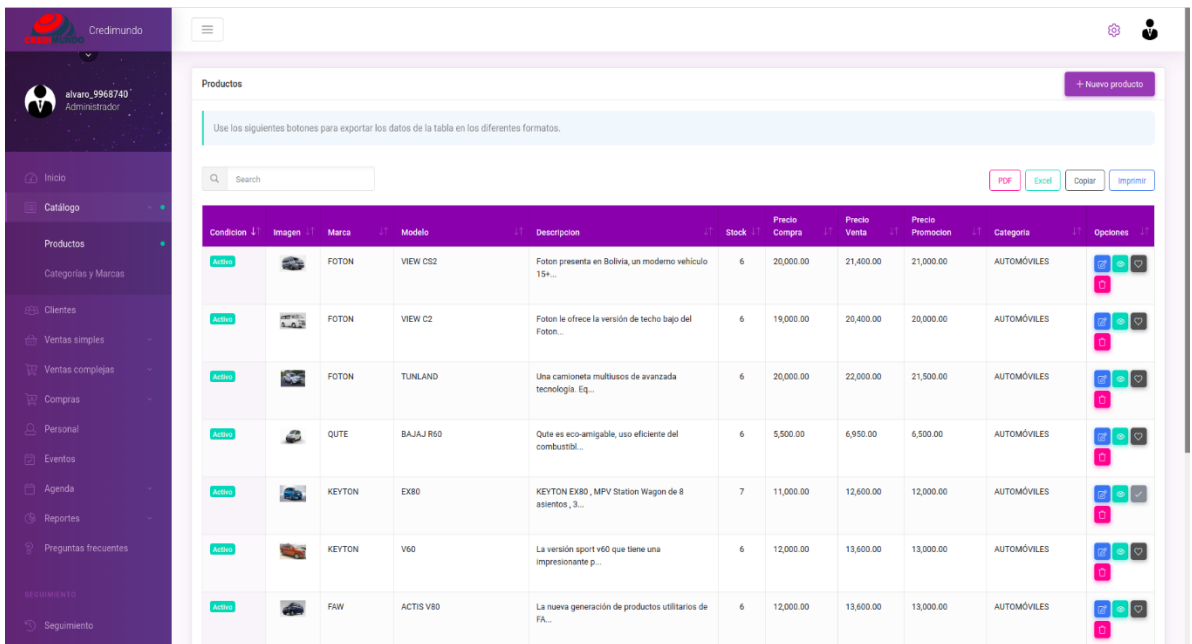 CREDIMUNDO
Credimundo
alvaro_9968740
Administrador
Inicio
Catálogo
Productos
Categorías y Marcas
Clientes
Ventas simples
Ventas complejas
Compras
Personal
Eventos
Agenda
Reportes
Preguntas frecuentes
SEGUIMIENTO
Seguimiento
Productos
+ Nuevo producto
Use los siguientes botones para exportar los datos de la tabla en los diferentes formatos.
Search
PDF Excel Copiar Imprimir
Condicion Imagen Marca Modelo Descripcion Stock Precio Compra Precio Venta Precio Promocion Categoria Opciones
Activo FOTON VIEW CS2 Foton presenta en Bolivia, un moderno vehículo 15+... 6 20,000.00 21,400.00 21,000.00 AUTOMÓVILES
Activo FOTON VIEW C2 Foton le ofrece la versión de techo bajo del Foton... 6 19,000.00 20,400.00 20,000.00 AUTOMÓVILES
Activo FOTON TUNLAND Una camioneta multiusos de avanzada tecnología. Eq... 6 20,000.00 22,000.00 21,500.00 AUTOMÓVILES
Activo QUTE BAJAJ R60 Qute es eco-amigable, uso eficiente del combustibl... 6 5,500.00 6,950.00 6,500.00 AUTOMÓVILES
Activo KEYTON EX80 KEYTON EX80 , MPV Station Wagon de 8 asientos , 3... 7 11,000.00 12,600.00 12,000.00 AUTOMÓVILES
Activo KEYTON V60 La versión sport v60 que tiene una impresionante p... 6 12,000.00 13,600.00 13,000.00 AUTOMÓVILES
Activo FAW ACTIS V80 La nueva generación de productos utilitarios de FA... 6 12,000.00 13,600.00 13,000.00 AUTOMÓVILES